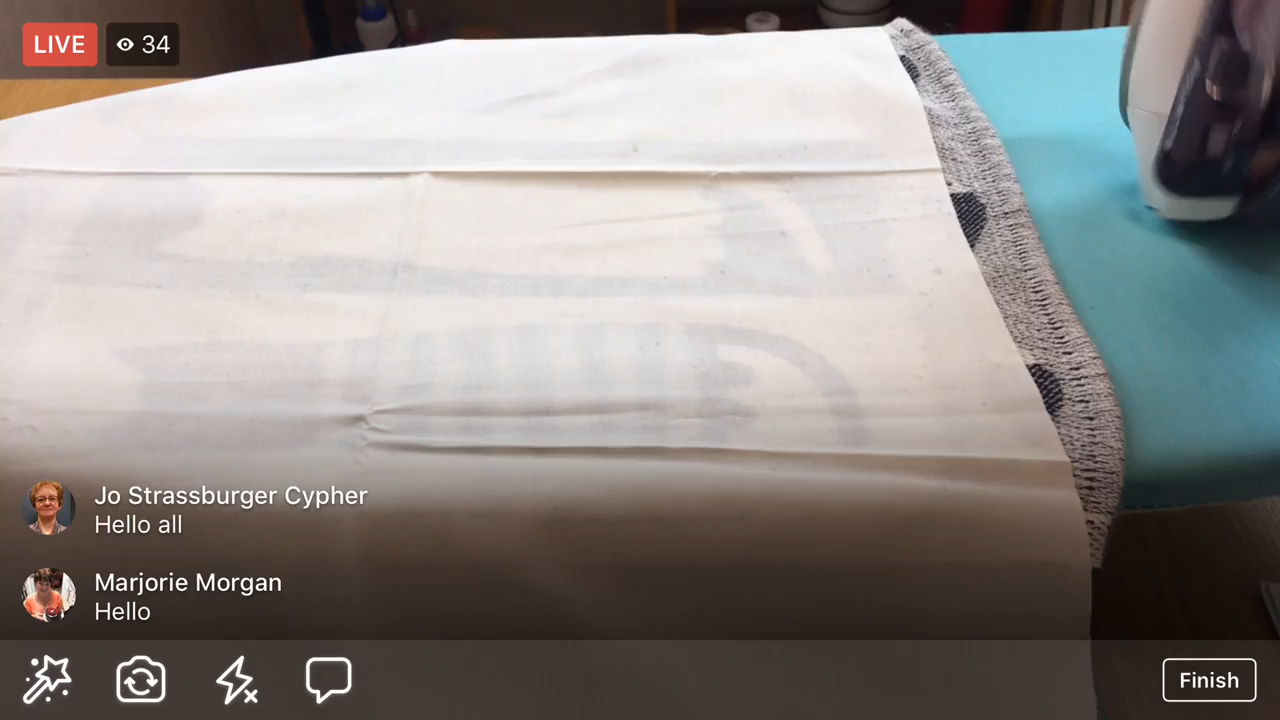 LIVE 34
Jo Strassburger Cypher
Hello all
Marjorie Morgan
Hello
Finish